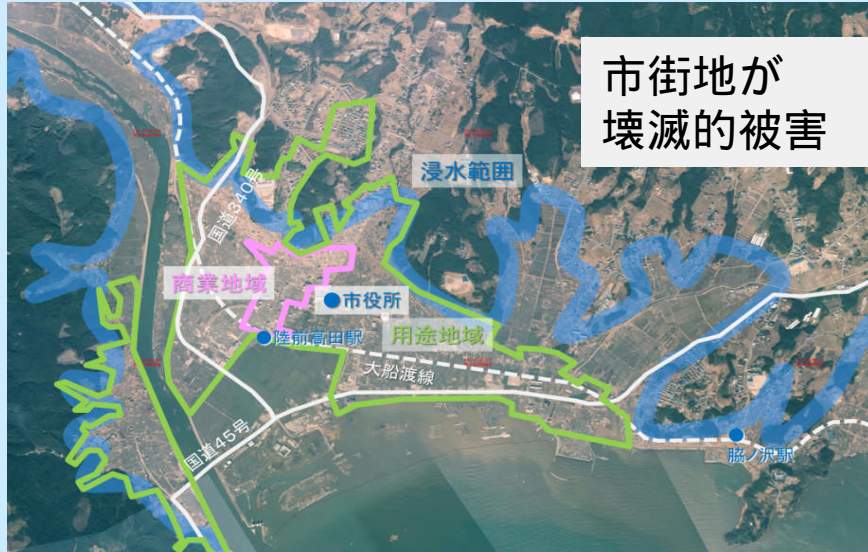 市街地が
壊滅的被害
浸水範囲
国道340号
商業地域
市役所
陸前高田駅
用途地域
大船渡線
国道45号
脇ノ沢駅